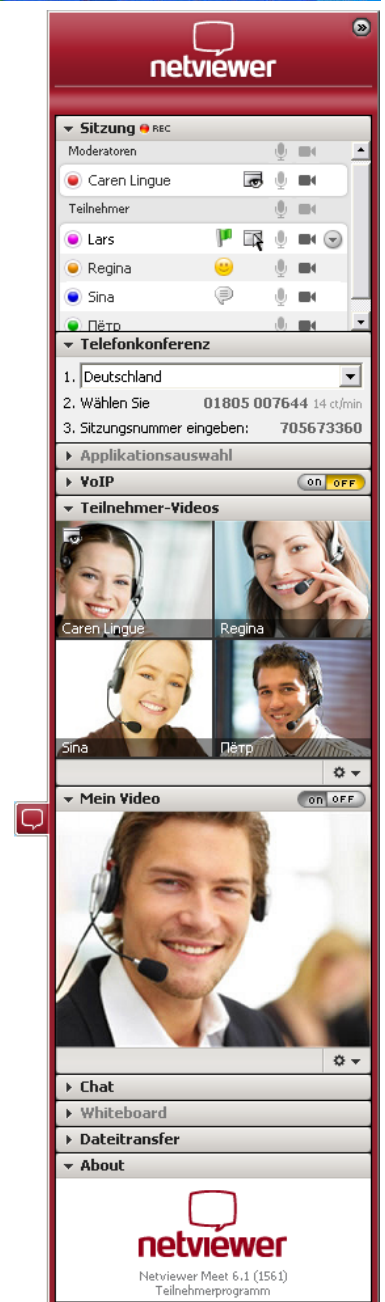 netviewer
Sitzung REC
Moderatoren
Caren Lingue
Teilnehmer
Lars
Regina
Sina
Пётр
Telefonkonferenz
1. Deutschland
2. Wählen Sie 01805 007644 14 ct/min
3. Sitzungsnummer eingeben: 705673360
Applikationsauswahl
VoIP on OFF
Teilnehmer-Videos
Caren Lingue Regina
Sina Пётр
Mein Video on OFF
Chat
Whiteboard
Dateitransfer
About
netviewer
Netviewer Meet 6.1 (1561)
Teilnehmerprogramm